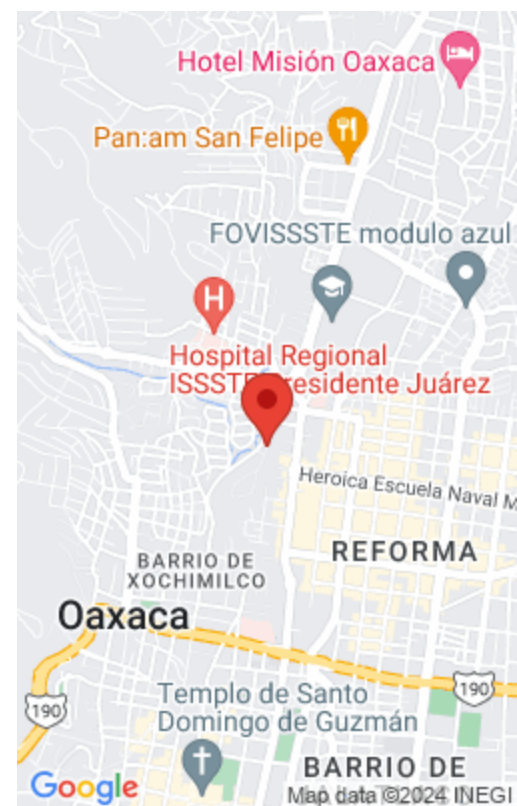 Hotel Misión Oaxaca
Pan:am San Felipe
FOVISSSTE modulo azul
H
Hospital Regional
ISSSTE Presidente Juárez
Heroica Escuela Naval M
REFORMA
BARRIO DE
XOCHIMILCO
Oaxaca
190
190
Templo de Santo
Domingo de Guzmán
BARRIO DE
Google
Map data ©2024 INEGI